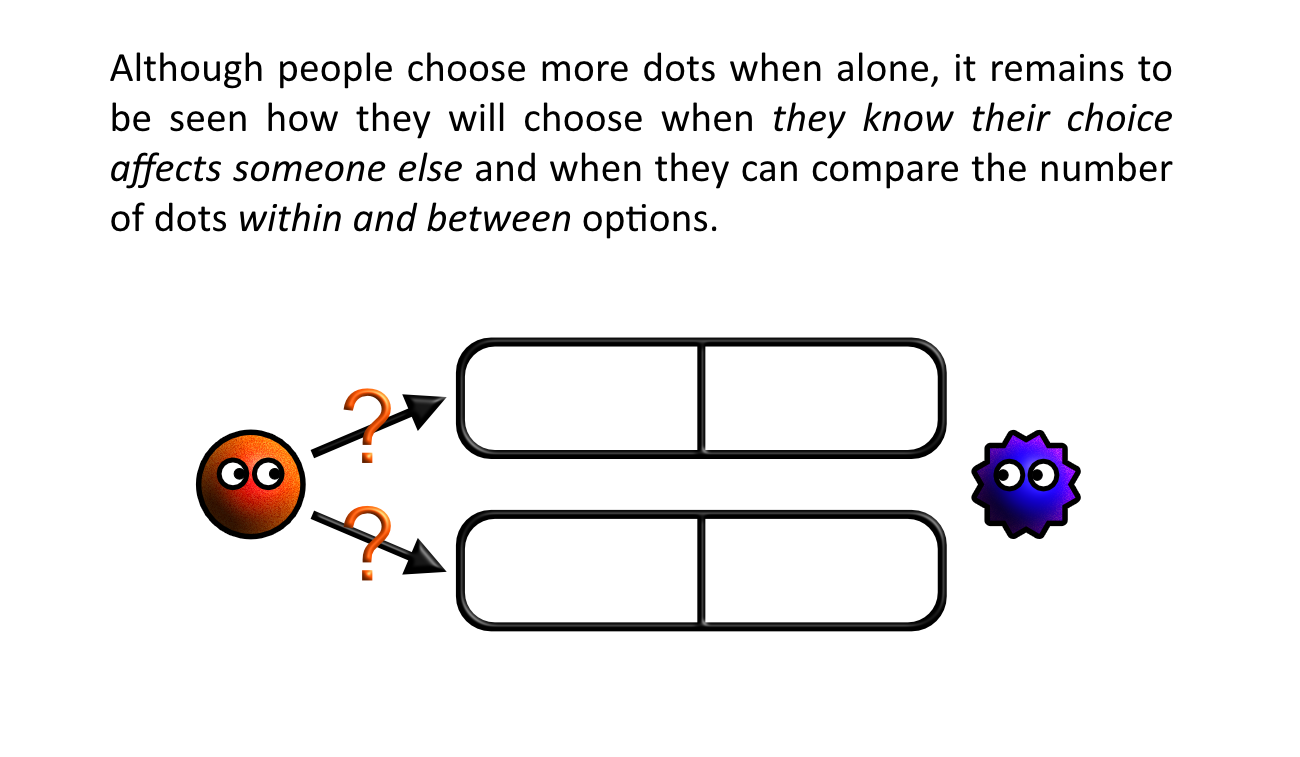 Although people choose more dots when alone, it remains to
be seen how they will choose when they know their choice
affects someone else and when they can compare the number
of dots within and between options.
?
?